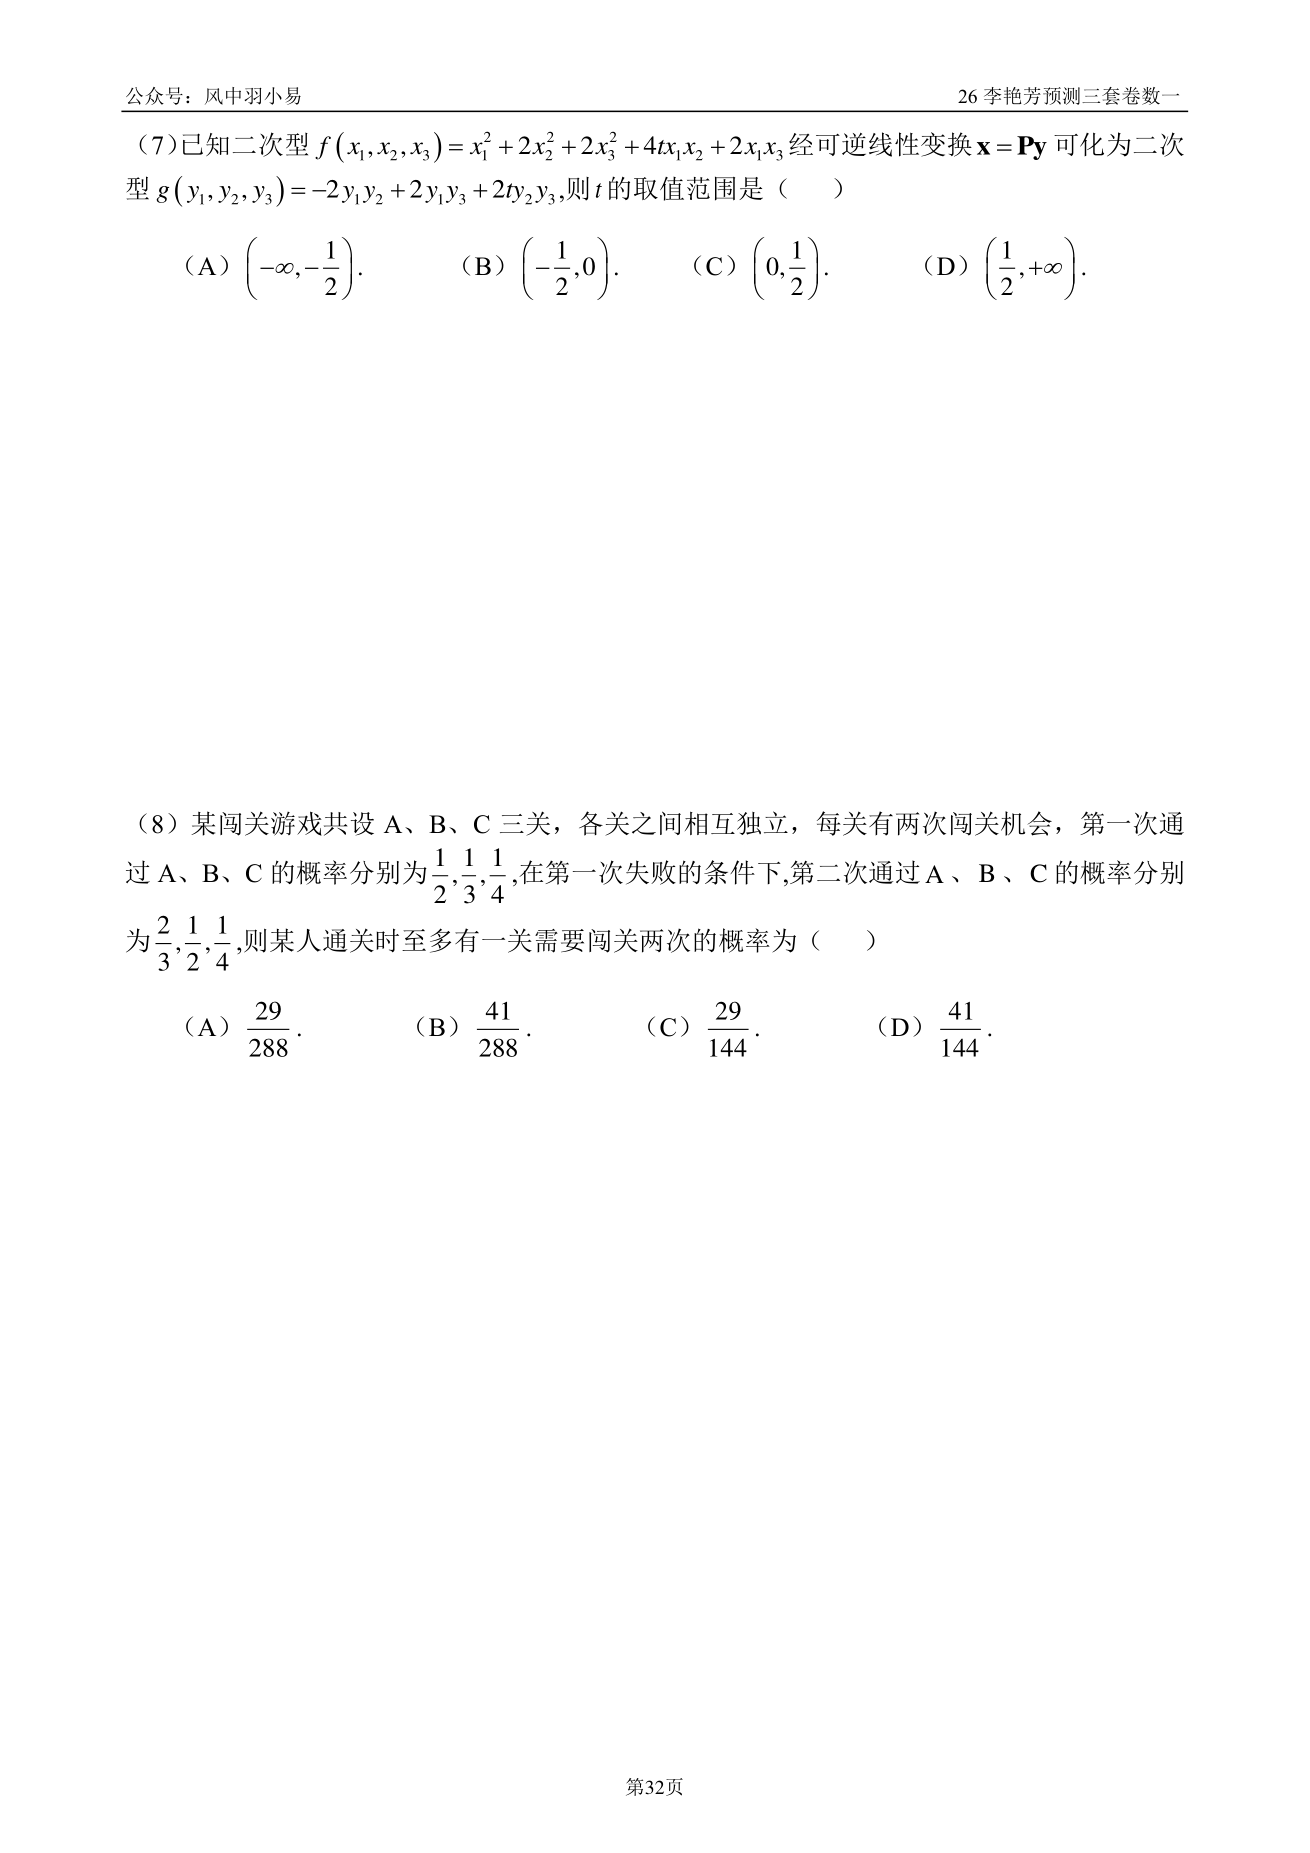 公众号：风中羽小易 26 李艳芳预测三套卷数一
（7）已知二次型 f(x₁,x₂,x₃)=x₁²+2x₂²+2x₃²+4tx₁x₂+2x₁x₃ 经可逆线性变换 x=Py 可化为二次
型 g(y₁,y₂,y₃)=−2y₁y₂+2y₁y₃+2ty₂y₃,则 t 的取值范围是（ ）
（A）(−∞,−1/2). （B）(−1/2,0). （C）(0,1/2). （D）(1/2,+∞).
（8）某闯关游戏共设 A、B、C 三关，各关之间相互独立，每关有两次闯关机会，第一次通
过 A、B、C 的概率分别为 1/2,1/3,1/4,在第一次失败的条件下,第二次通过 A 、 B 、 C 的概率分别
为 2/3,1/2,1/4,则某人通关时至多有一关需要闯关两次的概率为（ ）
（A）29/288. （B）41/288. （C）29/144. （D）41/144.
第32页